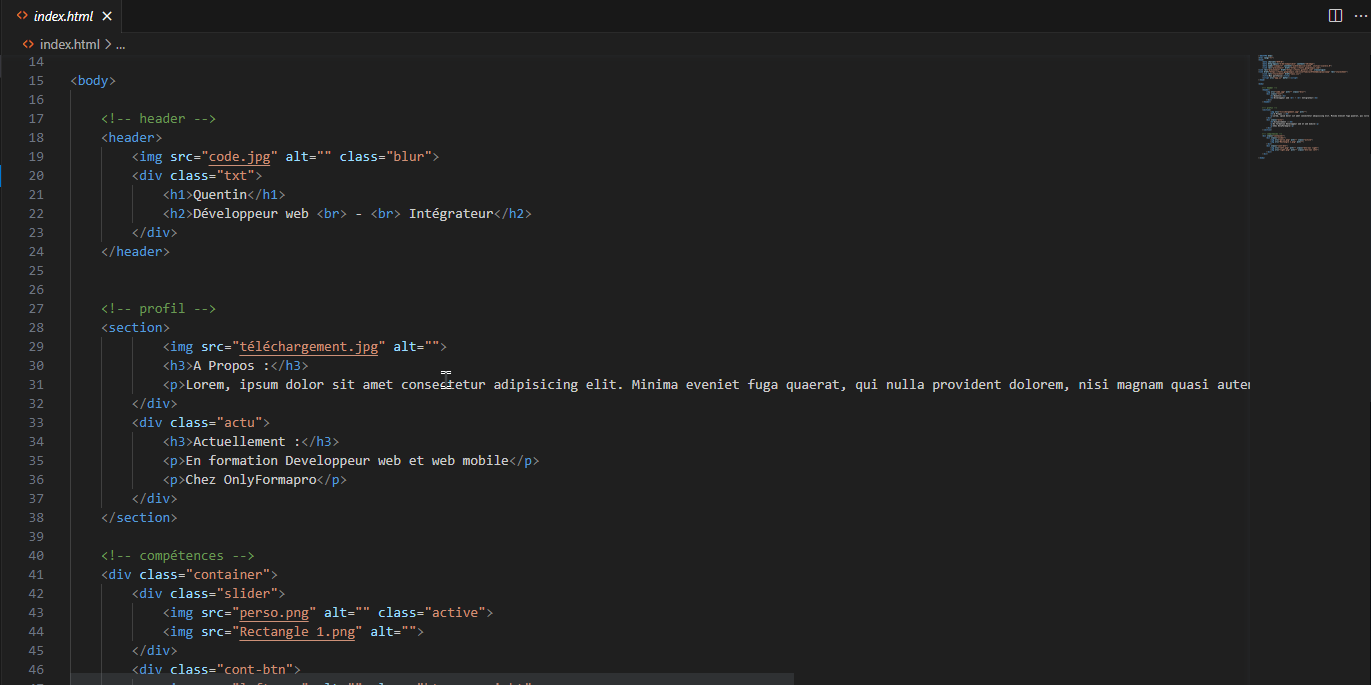 index.html
index.html > ...
14
15 <body>
16
17 <!-- header -->
18 <header>
19 <img src="code.jpg" alt="" class="blur">
20 <div class="txt">
21 <h1>Quentin</h1>
22 <h2>Développeur web <br> - <br> Intégrateur</h2>
23 </div>
24 </header>
25
26
27 <!-- profil -->
28 <section>
29 <img src="téléchargement.jpg" alt="">
30 <h3>A Propos :</h3>
31 <p>Lorem, ipsum dolor sit amet consectetur adipisicing elit. Minima eveniet fuga quaerat, qui nulla provident dolorem, nisi magnam quasi
32 </div>
33 <div class="actu">
34 <h3>Actuellement :</h3>
35 <p>En formation Developpeur web et web mobile</p>
36 <p>Chez OnlyFormapro</p>
37 </div>
38 </section>
39
40 <!-- compétences -->
41 <div class="container">
42 <div class="slider">
43 <img src="perso.png" alt="" class="active">
44 <img src="Rectangle 1.png" alt="">
45 </div>
46 <div class="cont-btn">